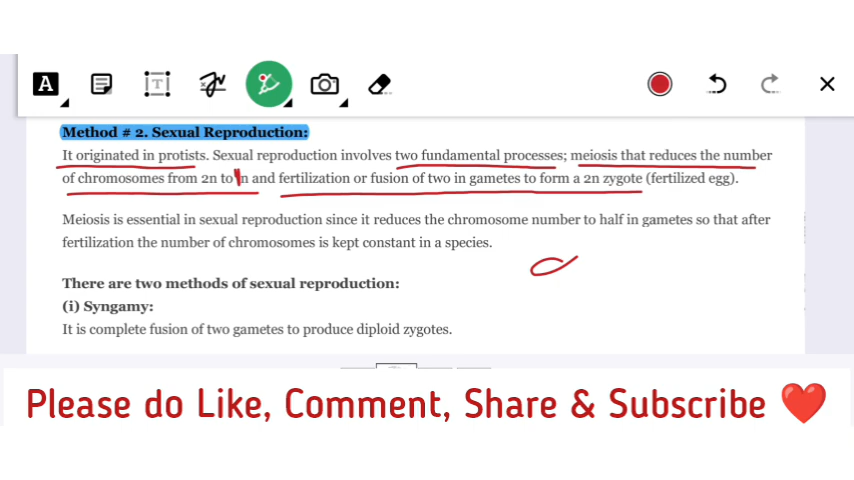 A
T
Method # 2. Sexual Reproduction:
It originated in protists. Sexual reproduction involves two fundamental processes; meiosis that reduces the number
of chromosomes from 2n to 1n and fertilization or fusion of two in gametes to form a 2n zygote (fertilized egg).
Meiosis is essential in sexual reproduction since it reduces the chromosome number to half in gametes so that after
fertilization the number of chromosomes is kept constant in a species.
There are two methods of sexual reproduction:
(i) Syngamy:
It is complete fusion of two gametes to produce diploid zygotes.
Please do Like, Comment, Share & Subscribe ❤️